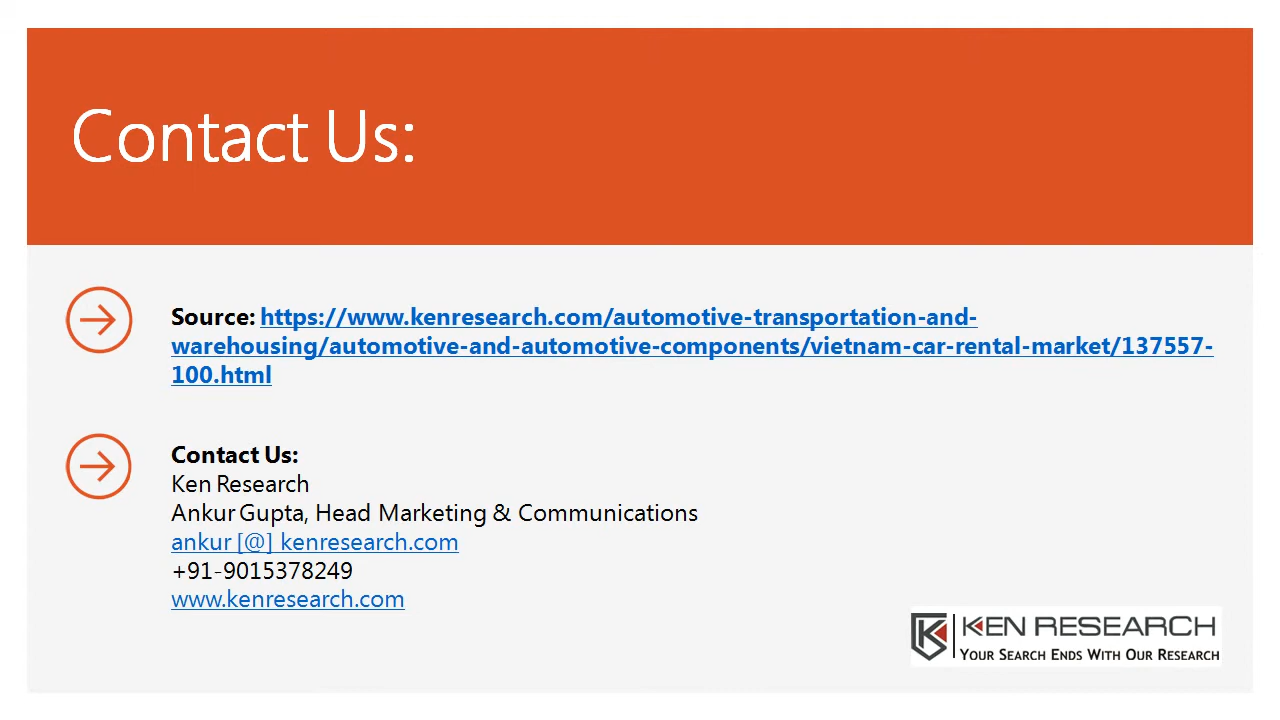 Contact Us:
Source: https://www.kenresearch.com/automotive-transportation-and-
warehousing/automotive-and-automotive-components/vietnam-car-rental-market/137557-
100.html
Contact Us:
Ken Research
Ankur Gupta, Head Marketing & Communications
ankur [@] kenresearch.com
+91-9015378249
www.kenresearch.com
KEN RESEARCH
YOUR SEARCH ENDS WITH OUR RESEARCH